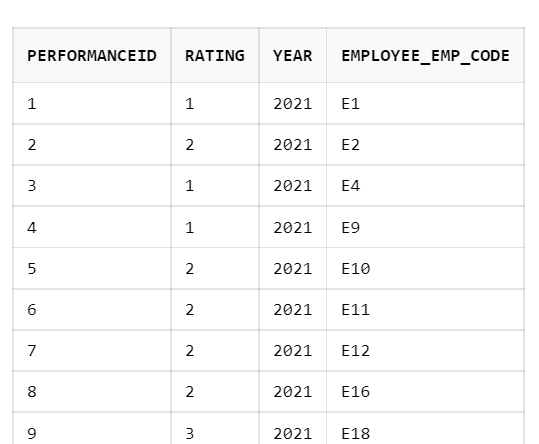 PERFORMANCEID RATING YEAR EMPLOYEE_EMP_CODE
1 1 2021 E1
2 2 2021 E2
3 1 2021 E4
4 1 2021 E9
5 2 2021 E10
6 2 2021 E11
7 2 2021 E12
8 2 2021 E16
9 3 2021 E18